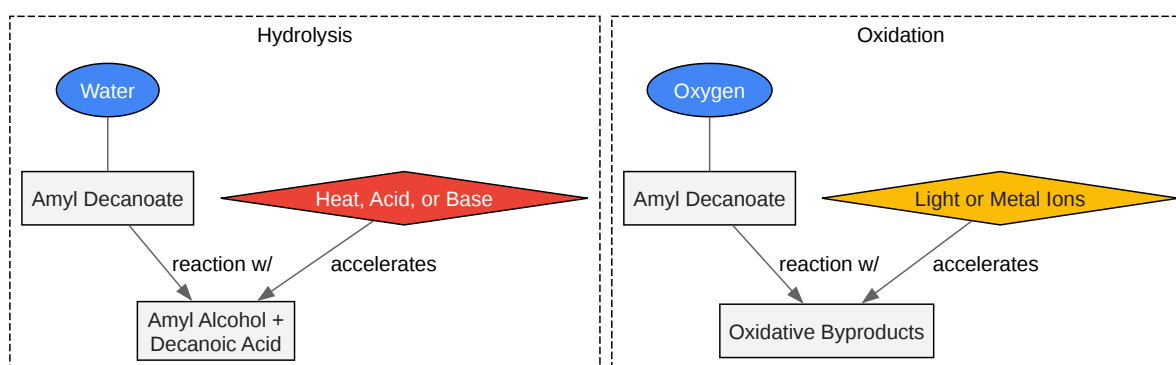 Hydrolysis
Water
Amyl Decanoate
Heat, Acid, or Base
reaction w/
accelerates
Amyl Alcohol +
Decanoic Acid
Oxidation
Oxygen
Amyl Decanoate
Light or Metal Ions
reaction w/
accelerates
Oxidative Byproducts